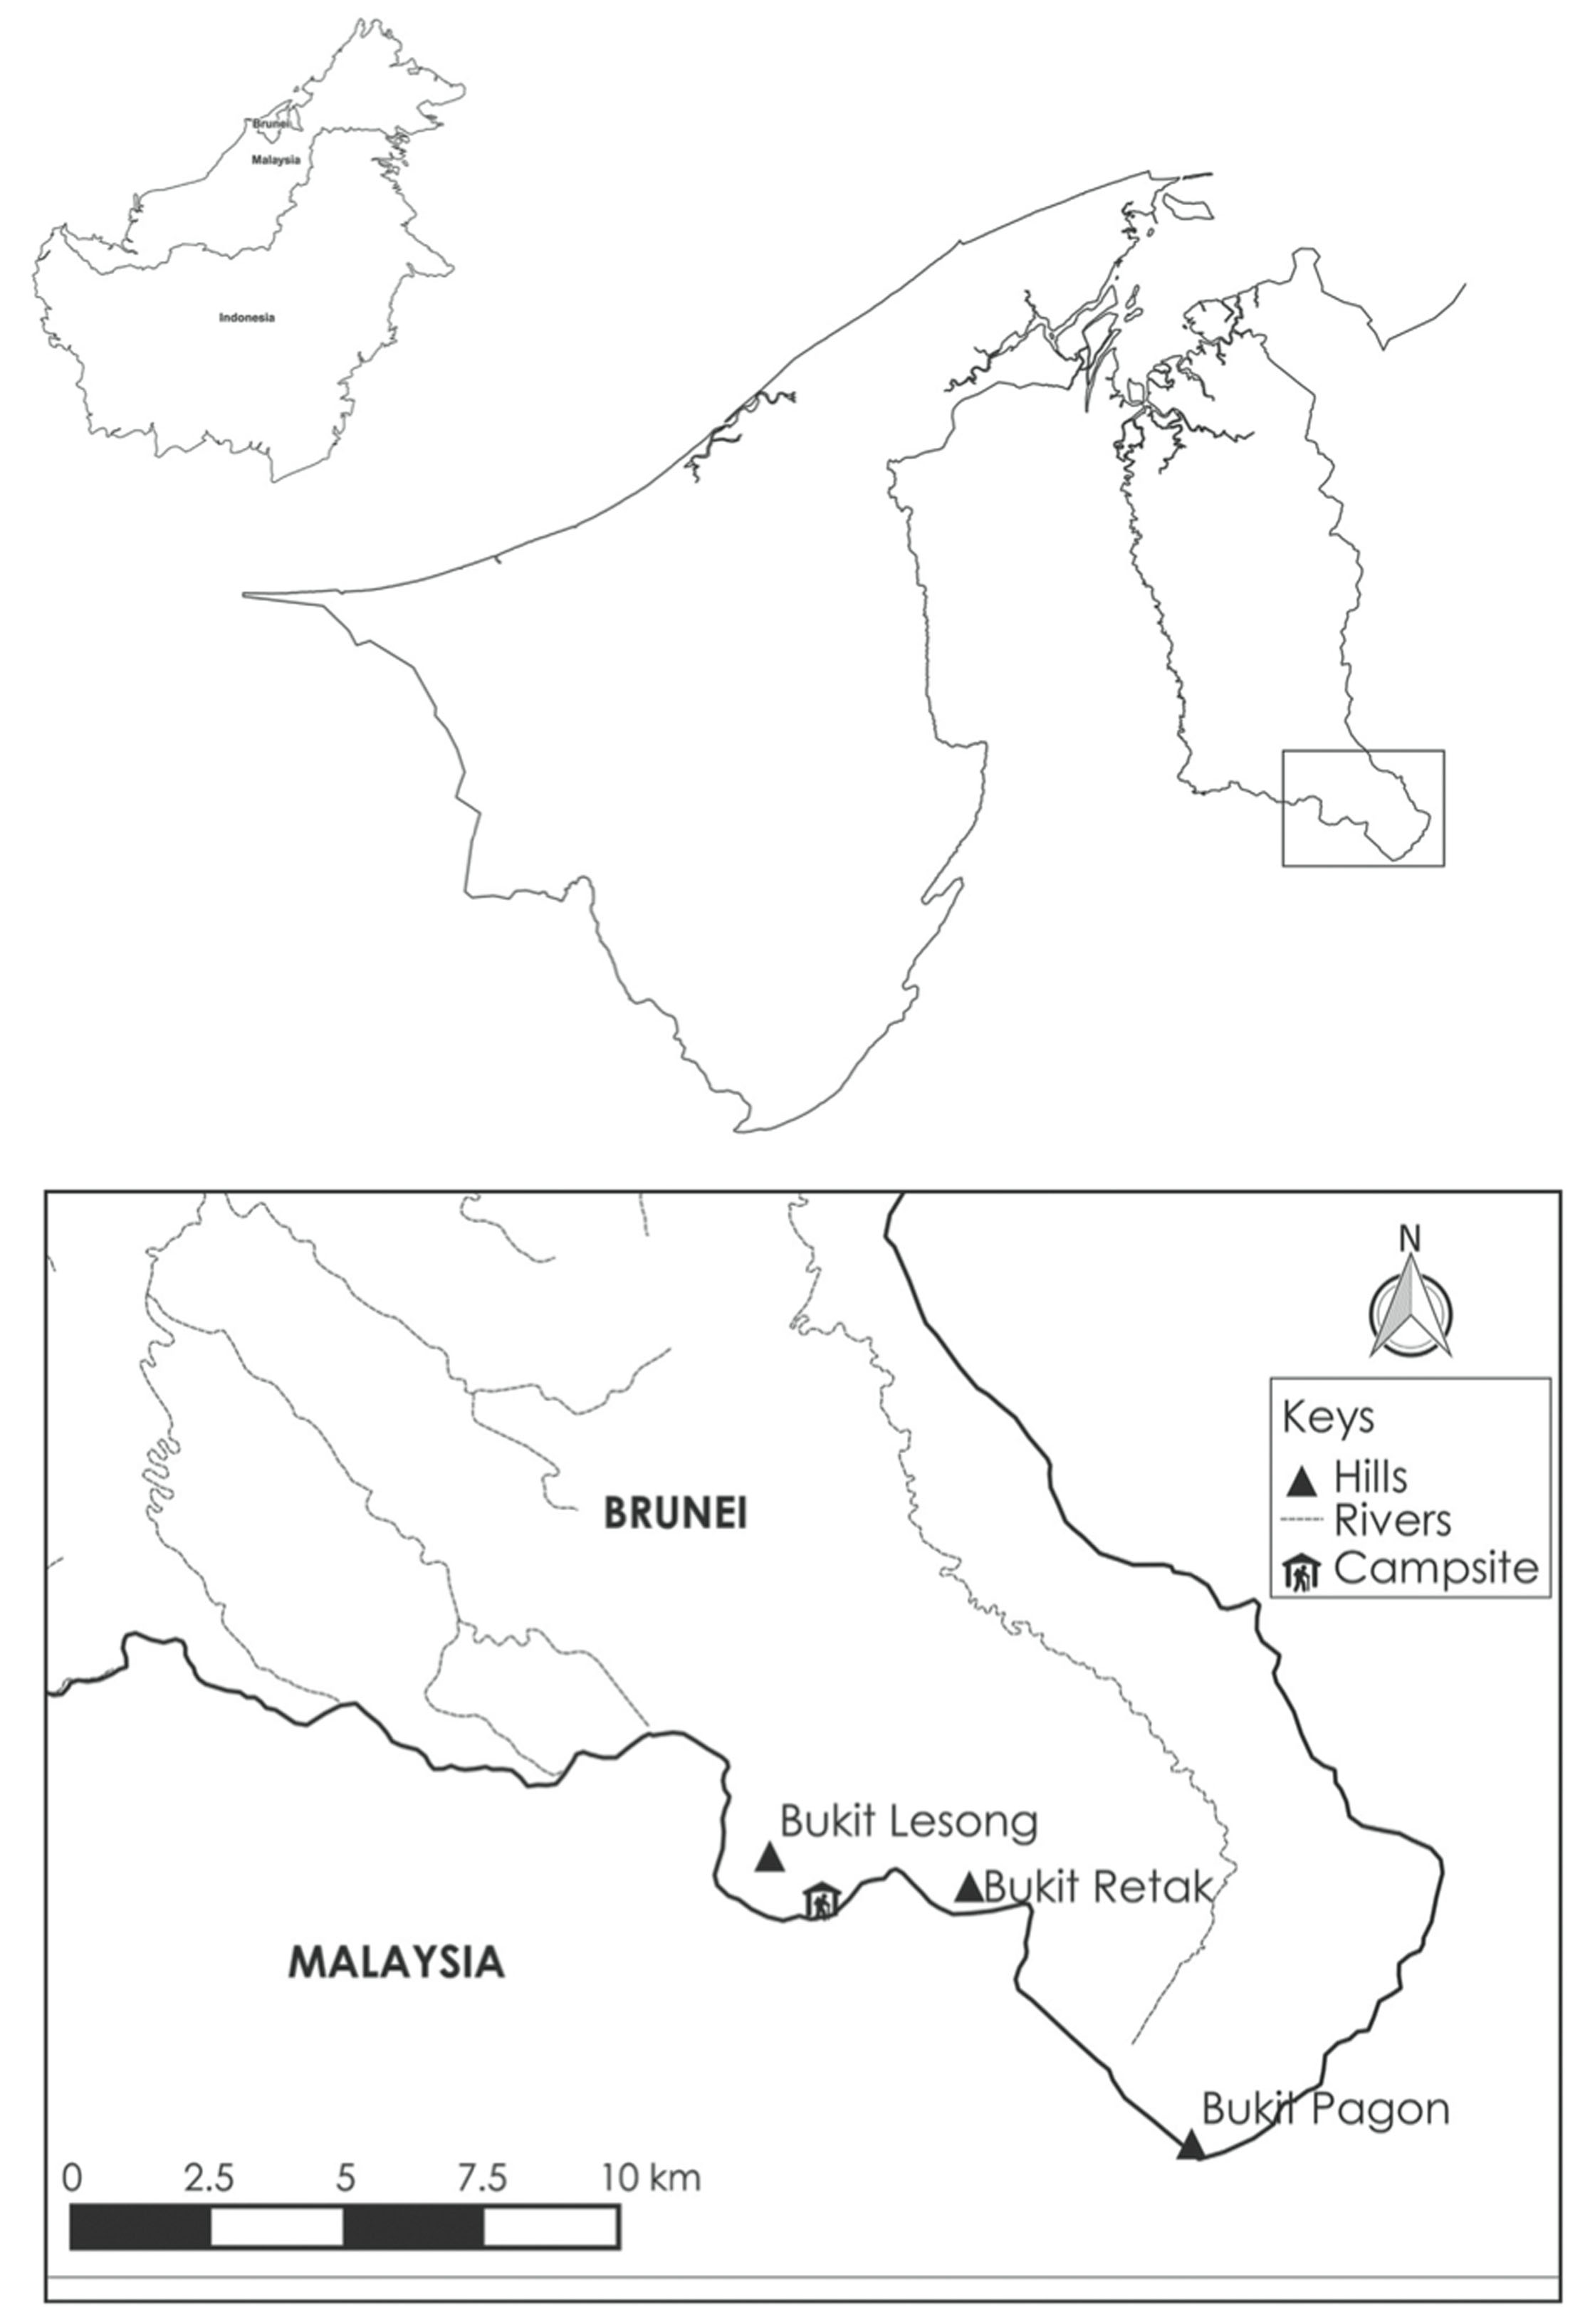 Brunei
Malaysia
Indonesia
N
Keys
Hills
Rivers
Campsite
BRUNEI
Bukit Lesong
Bukit Retak
MALAYSIA
Bukit Pagon
0 2.5 5 7.5 10 km